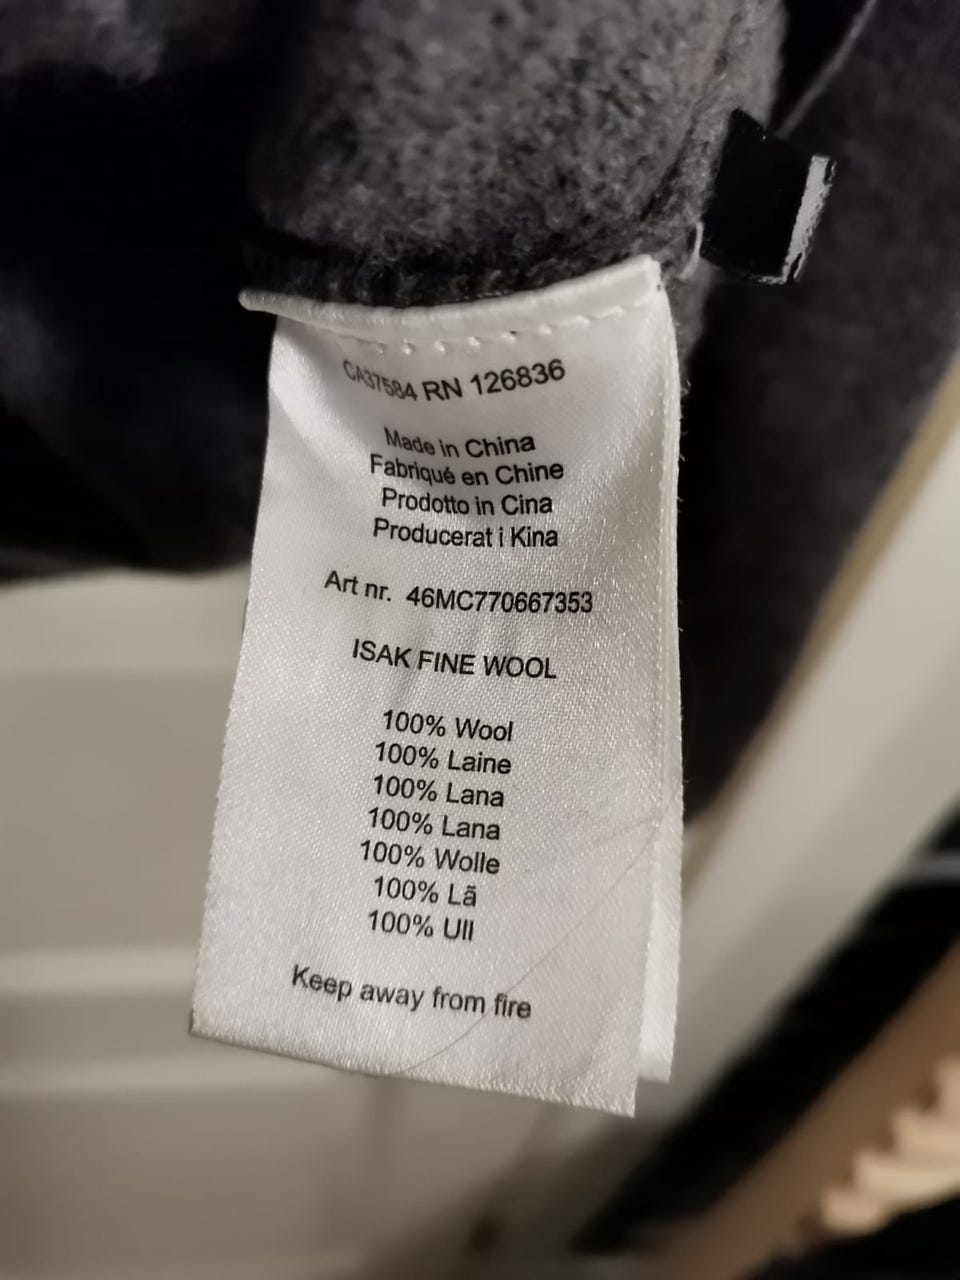 CA37584 RN 126836
Made in China
Fabriqué en Chine
Prodotto in Cina
Producerat i Kina
Art nr. 46MC770667353
ISAK FINE WOOL
100% Wool
100% Laine
100% Lana
100% Lana
100% Wolle
100% Lã
100% Ull
Keep away from fire